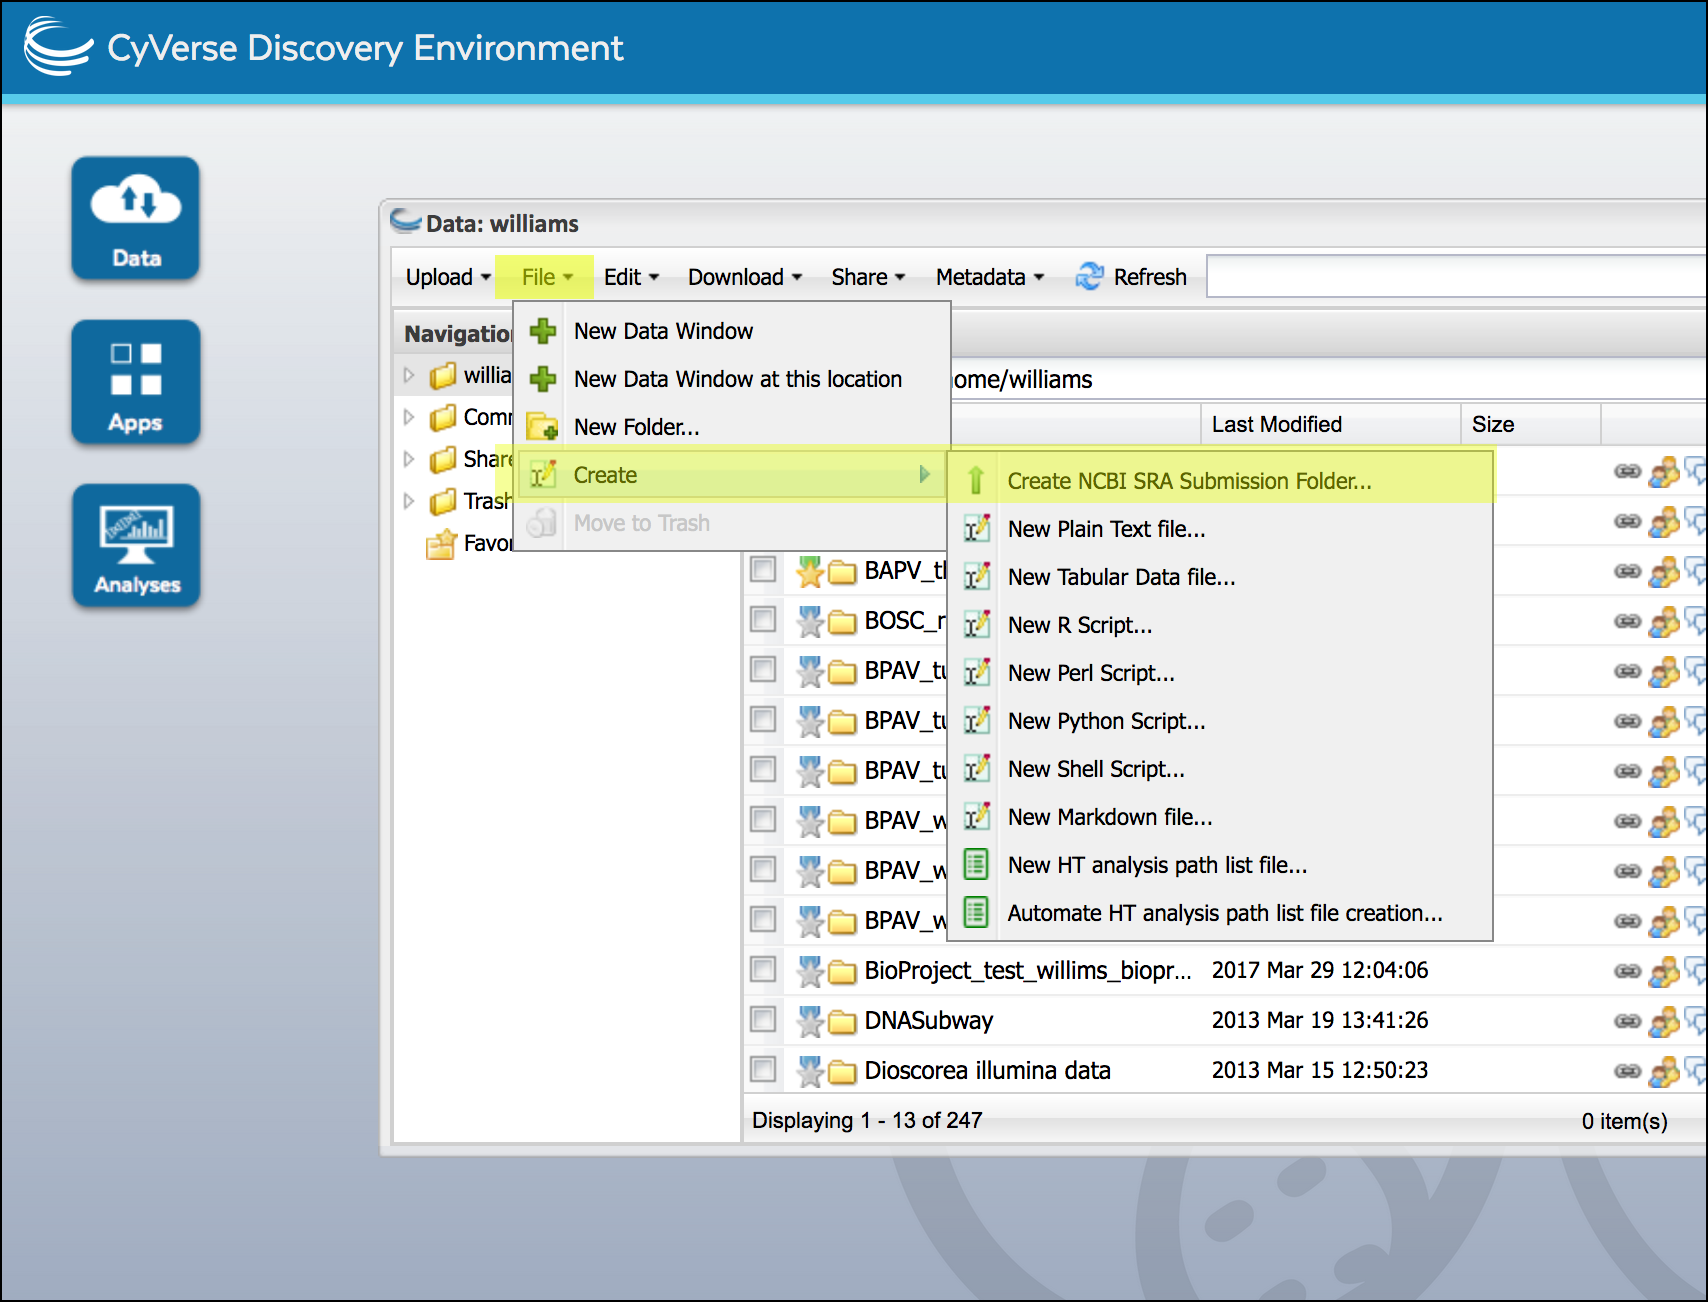 CyVerse Discovery Environment
Data
Apps
Analyses
Data: williams
Upload File Edit Download Share Metadata Refresh
Navigatio
willia
Comm
Share
Trash
Favor
New Data Window
New Data Window at this location
New Folder...
Create
Move to Trash
ome/williams
Last Modified Size
Create NCBI SRA Submission Folder...
New Plain Text file...
New Tabular Data file...
New R Script...
New Perl Script...
New Python Script...
New Shell Script...
New Markdown file...
New HT analysis path list file...
Automate HT analysis path list file creation...
BAPV_tl
BOSC_r
BPAV_tu
BPAV_tu
BPAV_tu
BPAV_w
BPAV_w
BPAV_w
BioProject_test_willims_biopr... 2017 Mar 29 12:04:06
DNASubway 2013 Mar 19 13:41:26
Dioscorea illumina data 2013 Mar 15 12:50:23
Displaying 1 - 13 of 247 0 item(s)